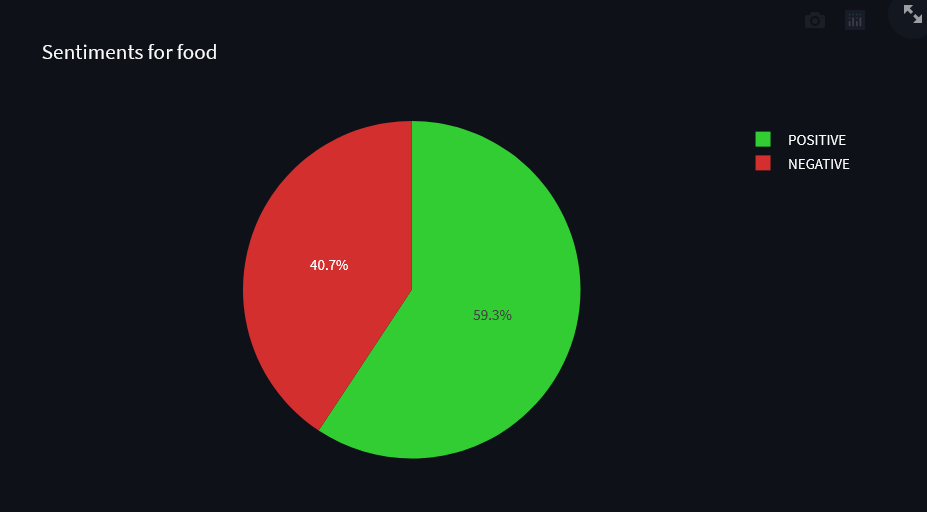 Sentiments for food
POSITIVE
NEGATIVE
40.7%
59.3%